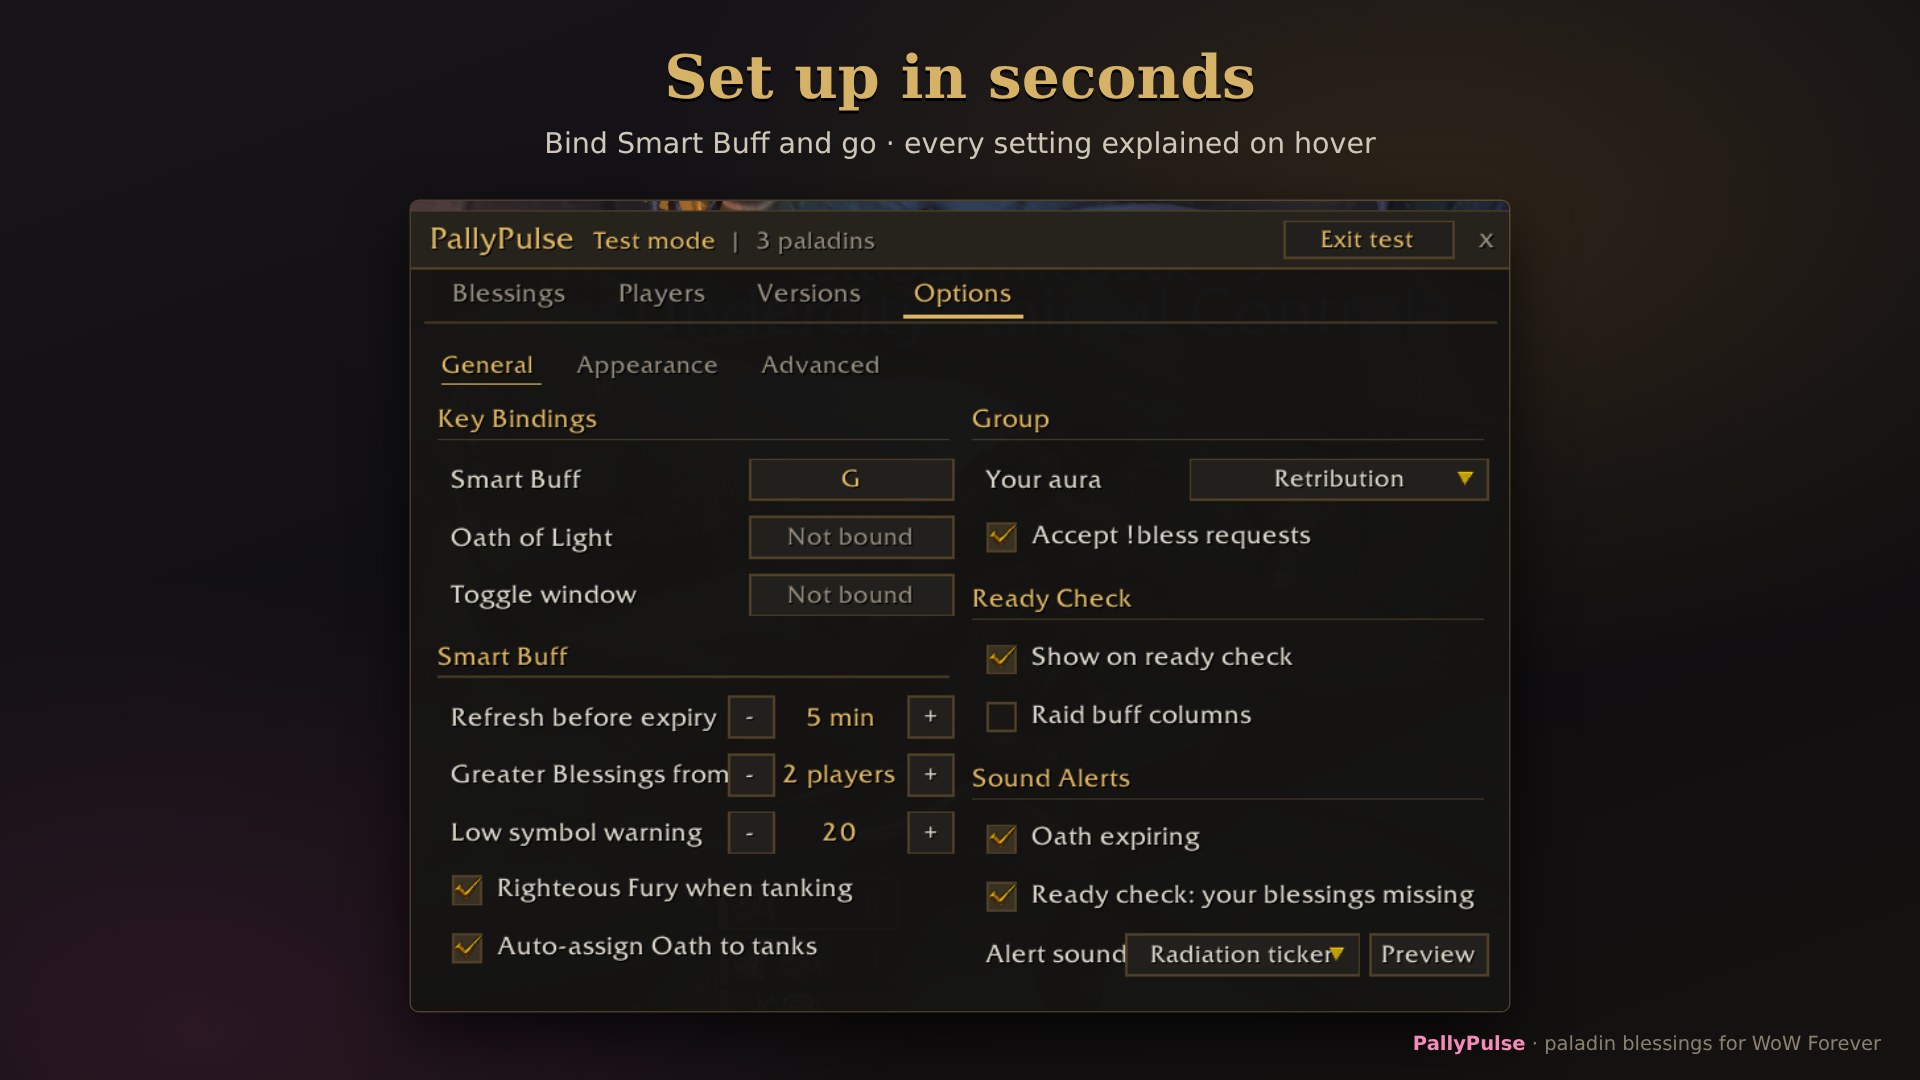 Set up in seconds
Bind Smart Buff and go · every setting explained on hover
PallyPulse Test mode | 3 paladins Exit test x
Blessings Players Versions Options
General Appearance Advanced
Key Bindings
Smart Buff G
Oath of Light Not bound
Toggle window Not bound
Smart Buff
Refresh before expiry - 5 min +
Greater Blessings from - 2 players +
Low symbol warning - 20 +
Righteous Fury when tanking
Auto-assign Oath to tanks
Group
Your aura Retribution
Accept !bless requests
Ready Check
Show on ready check
Raid buff columns
Sound Alerts
Oath expiring
Ready check: your blessings missing
Alert sound Radiation ticker Preview
PallyPulse · paladin blessings for WoW Forever